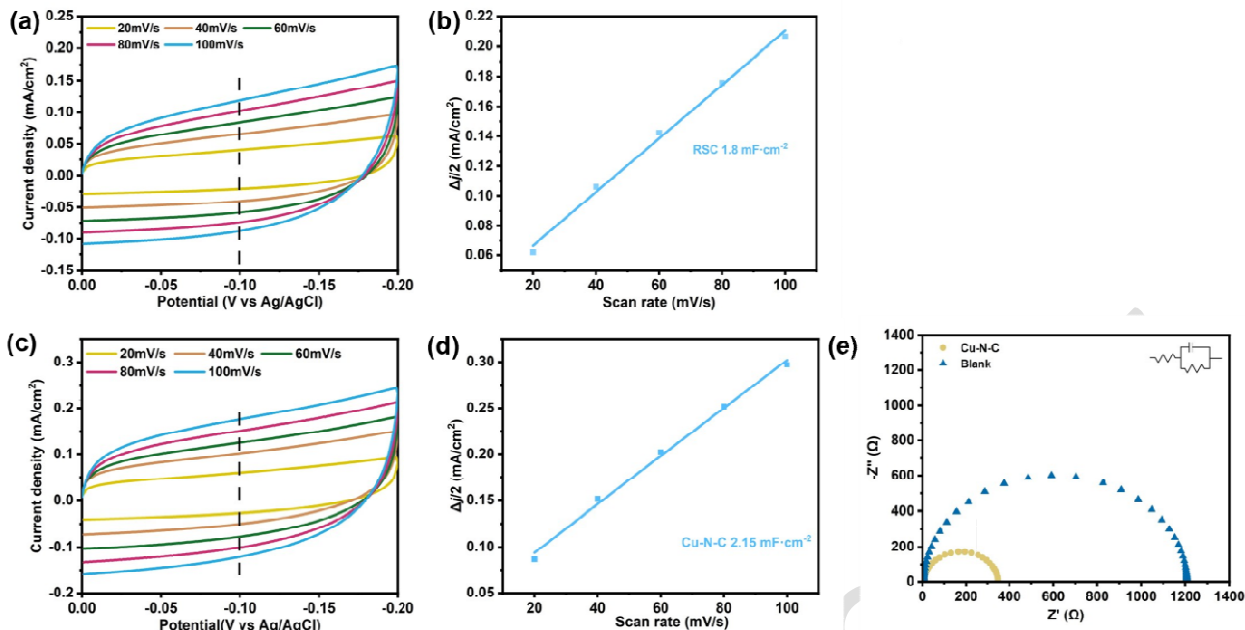 (a)
20mV/s 40mV/s 60mV/s
80mV/s 100mV/s
0.25
0.20
0.15
0.10
0.05
0.00
-0.05
-0.10
-0.15
Current density (mA/cm²)
0.00 -0.05 -0.10 -0.15 -0.20
Potential (V vs Ag/AgCl)
(b)
0.22
0.20
0.18
0.16
0.14
0.12
0.10
0.08
0.06
Δj/2 (mA/cm²)
RSC 1.8 mF·cm⁻²
20 40 60 80 100
Scan rate (mV/s)
(c)
20mV/s 40mV/s 60mV/s
80mV/s 100mV/s
0.3
0.2
0.1
0.0
-0.1
-0.2
Current density (mA/cm²)
0.00 -0.05 -0.10 -0.15 -0.20
Potential(V vs Ag/AgCl)
(d)
0.30
0.25
0.20
0.15
0.10
0.05
Δj/2 (mA/cm²)
Cu-N-C 2.15 mF·cm⁻²
20 40 60 80 100
Scan rate (mV/s)
(e)
Cu-N-C
Blank
1400
1200
1000
800
600
400
200
0
-Z'' (Ω)
0 200 400 600 800 1000 1200 1400
Z' (Ω)